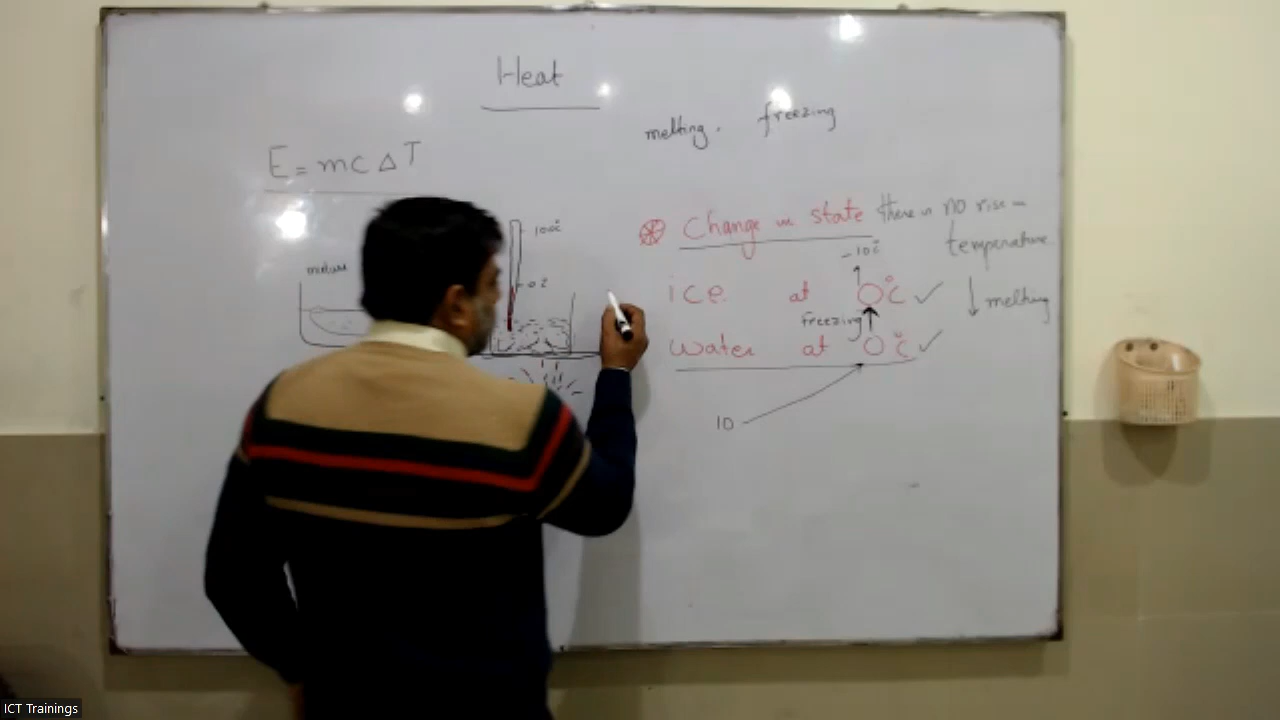 Heat
melting. freezing
E = mc Δ T
Change in state there is no rise in
temperature
100°C
0°C
mixture
-10°C
ice at 0°C ✓ ↓ melting
freezing
water at 0°C ✓
10
ICT Trainings